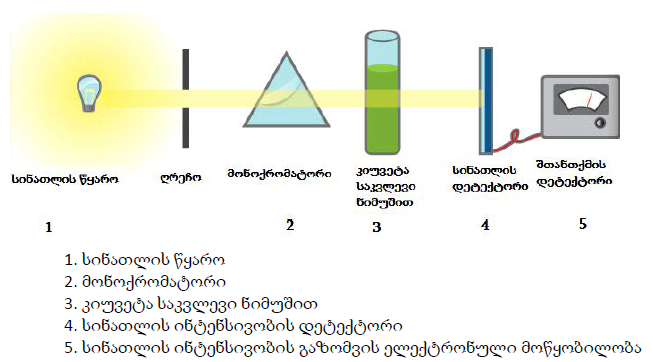 სინათლის წყარო
ღრეჩო
მონოქრომატორი
კიუვეტა
საკვლევი
ნიმუშით
სინათლის
დეტექტორი
შთანთქმის
დეტექტორი
1
2
3
4
5
1. სინათლის წყარო
2. მონოქრომატორი
3. კიუვეტა საკვლევი ნიმუშით
4. სინათლის ინტენსივობის დეტექტორი
5. სინათლის ინტენსივობის გაზომვის ელექტრონული მოწყობილობა